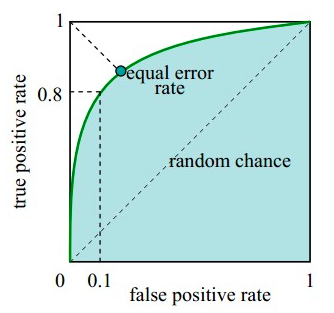 1
true positive rate
equal error
rate
0.8
random chance
0
0.1
1
false positive rate